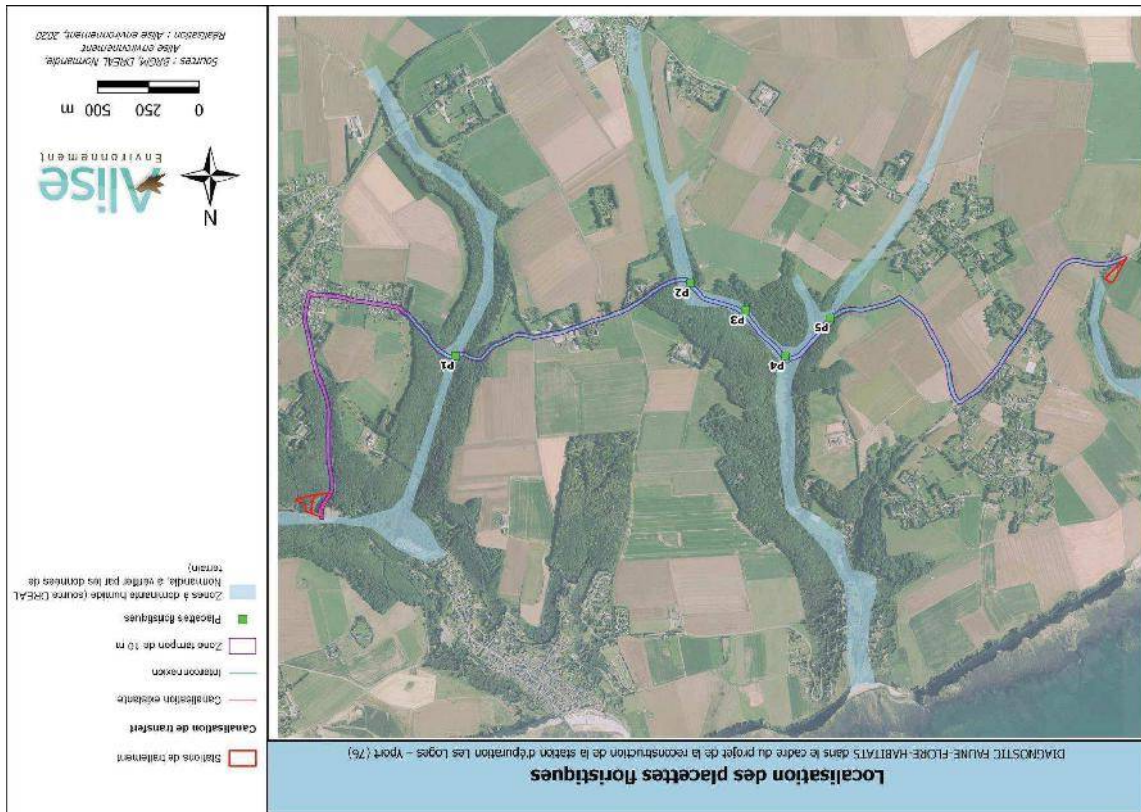 Localisation des placettes floristiques
DIAGNOSTIC FAUNE-FLORE-HABITATS dans le cadre du projet de la reconstruction de la station d'épuration Les Loges – Yport (76)
P5
P4
P3
P2
P1
Stations de traitement
Canalisation de transfert
Canalisation existante
Interconnexion
Zone tampon de 10 m
Placettes floristiques
Zones à dominante humide (source DREAL
Normandie, à vérifier par les données de
terrain)
N
Alise
Environnement
0 250 500 m
Sources : BRGM, DREAL Normandie,
Alise environnement
Réalisation : Alise environnement, 2020